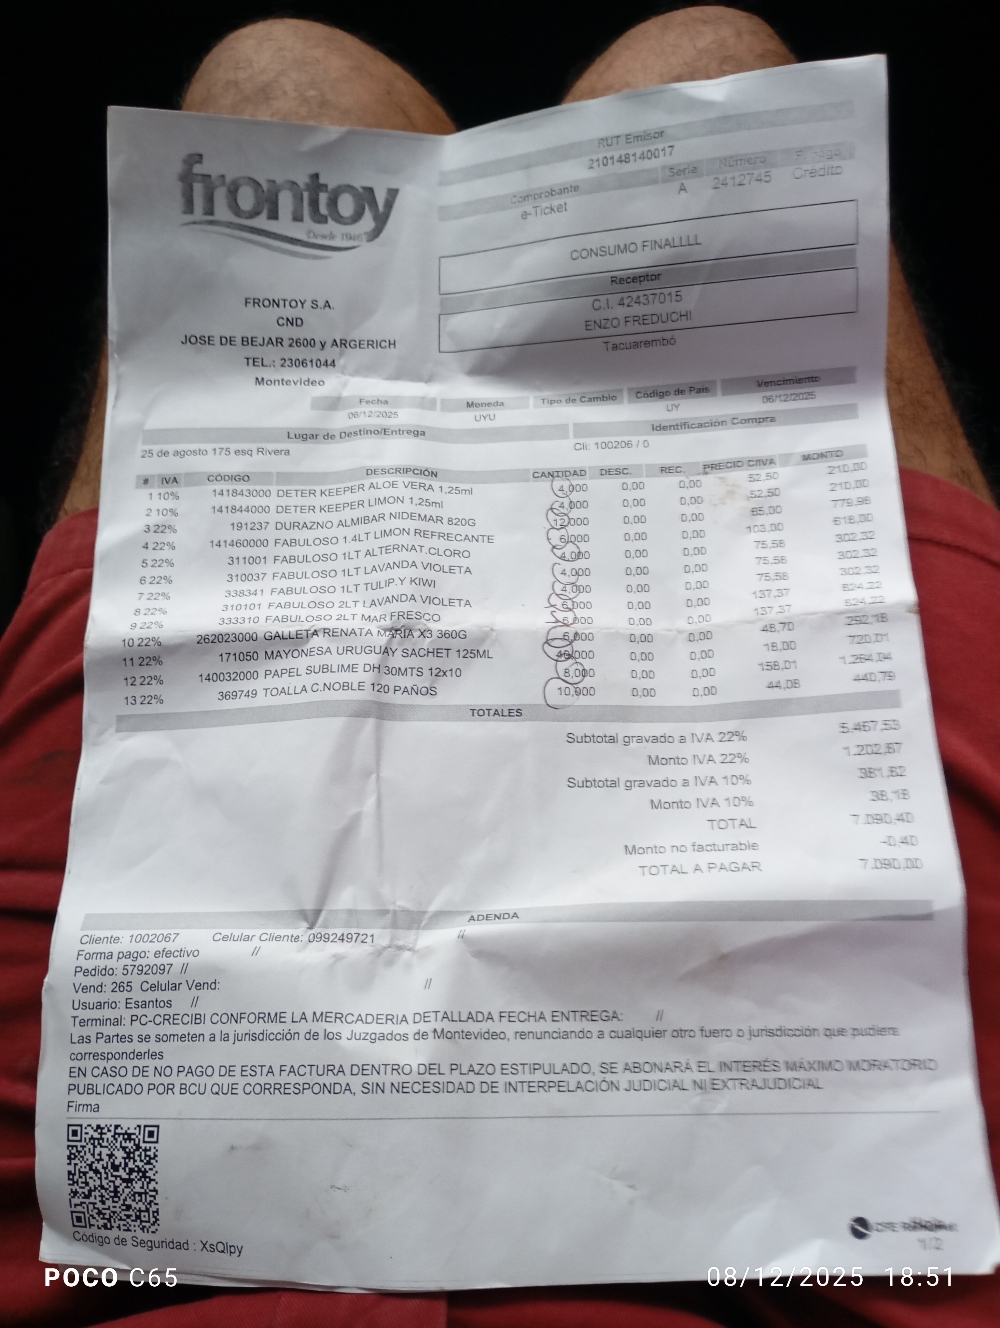 frontoy
Desde 1946
FRONTOY S.A.
CND
JOSE DE BEJAR 2600 y ARGERICH
TEL.: 23061044
Montevideo
RUT Emisor
210148140017
Comprobante Serie Número F. Pago
e-Ticket A 2412745 Crédito
CONSUMO FINALLLL
Receptor
C.I. 42437015
ENZO FREDUCHI
Tacuarembó
Fecha Moneda Tipo de Cambio Código de País Vencimiento
06/12/2025 UYU UY 06/12/2025
Lugar de Destino/Entrega Identificación Compra
25 de agosto 175 esq Rivera Cli: 100206 / 0
# IVA CÓDIGO DESCRIPCIÓN CANTIDAD DESC. REC. PRECIO C/IVA MONTO
1 10% 141843000 DETER KEEPER ALOE VERA 1,25ml 4,000 0,00 0,00 52,50 210,00
2 10% 141844000 DETER KEEPER LIMON 1,25ml 4,000 0,00 0,00 52,50 210,00
3 22% 191237 DURAZNO ALMIBAR NIDEMAR 820G 12,000 0,00 0,00 65,00 779,96
4 22% 141460000 FABULOSO 1.4LT LIMON REFRECANTE 6,000 0,00 0,00 103,00 618,00
5 22% 311001 FABULOSO 1LT ALTERNAT.CLORO 4,000 0,00 0,00 75,58 302,32
6 22% 310037 FABULOSO 1LT LAVANDA VIOLETA 4,000 0,00 0,00 75,58 302,32
7 22% 338341 FABULOSO 1LT TULIP.Y KIWI 4,000 0,00 0,00 75,58 302,32
8 22% 310101 FABULOSO 2LT LAVANDA VIOLETA 6,000 0,00 0,00 137,37 824,22
9 22% 333310 FABULOSO 2LT MAR FRESCO 6,000 0,00 0,00 137,37 824,22
10 22% 262023000 GALLETA RENATA MARIA X3 360G 6,000 0,00 0,00 48,70 292,18
11 22% 171050 MAYONESA URUGUAY SACHET 125ML 40,000 0,00 0,00 18,00 720,01
12 22% 140032000 PAPEL SUBLIME DH 30MTS 12x10 8,000 0,00 0,00 158,01 1.264,04
13 22% 369749 TOALLA C.NOBLE 120 PAÑOS 10,000 0,00 0,00 44,08 440,79
TOTALES
Subtotal gravado a IVA 22% 5.467,53
Monto IVA 22% 1.202,87
Subtotal gravado a IVA 10% 381,82
Monto IVA 10% 38,18
TOTAL 7.090,40
Monto no facturable -0,40
TOTAL A PAGAR 7.090,00
ADENDA
Cliente: 1002067 Celular Cliente: 099249721 //
Forma pago: efectivo //
Pedido: 5792097 //
Vend: 265 Celular Vend: //
Usuario: Esantos //
Terminal: PC-CRECIBI CONFORME LA MERCADERIA DETALLADA FECHA ENTREGA: //
Las Partes se someten a la jurisdicción de los Juzgados de Montevideo, renunciando a cualquier otro fuero o jurisdicción que pudiere
corresponderles
EN CASO DE NO PAGO DE ESTA FACTURA DENTRO DEL PLAZO ESTIPULADO, SE ABONARÁ EL INTERÉS MÁXIMO MORATORIO
PUBLICADO POR BCU QUE CORRESPONDA, SIN NECESIDAD DE INTERPELACIÓN JUDICIAL NI EXTRAJUDICIAL
Firma
Código de Seguridad : XsQlpy
1/2
POCO C65
08/12/2025 18:51